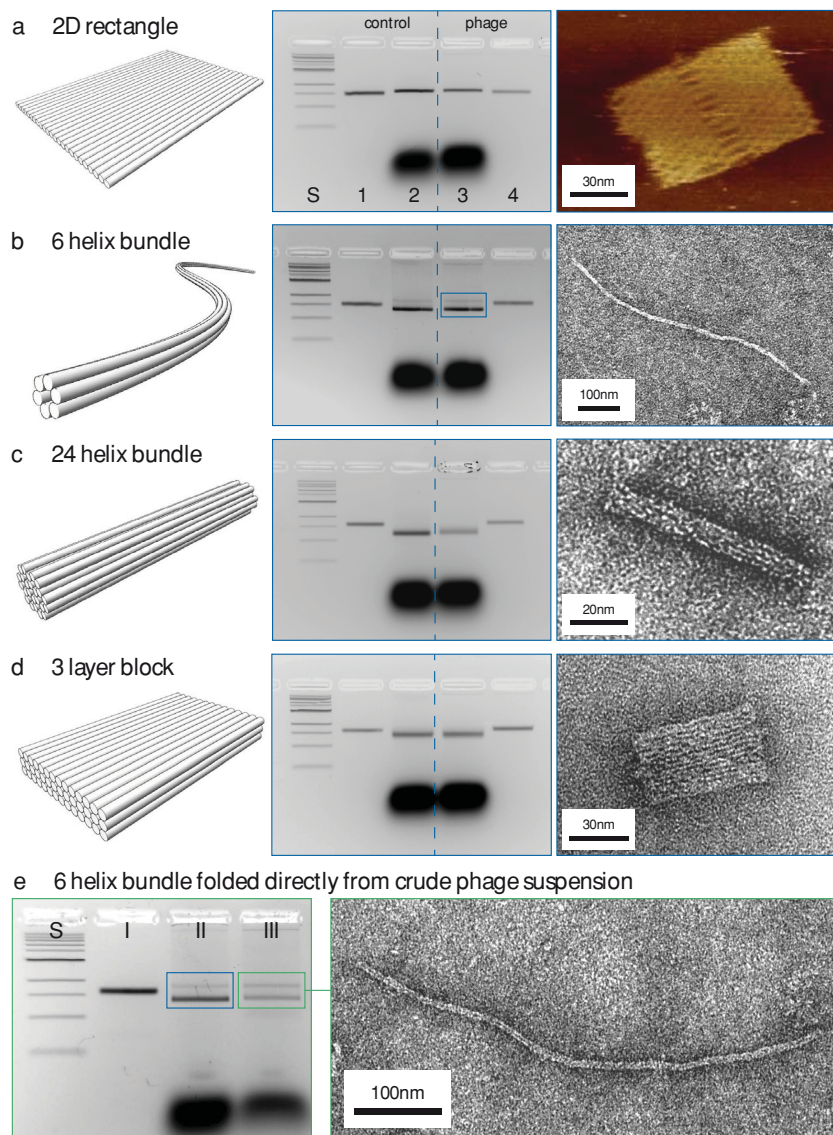 a 2D rectangle
control phage
S 1 2 3 4
30nm
b 6 helix bundle
100nm
c 24 helix bundle
20nm
d 3 layer block
30nm
e 6 helix bundle folded directly from crude phage suspension
S I II III
100nm